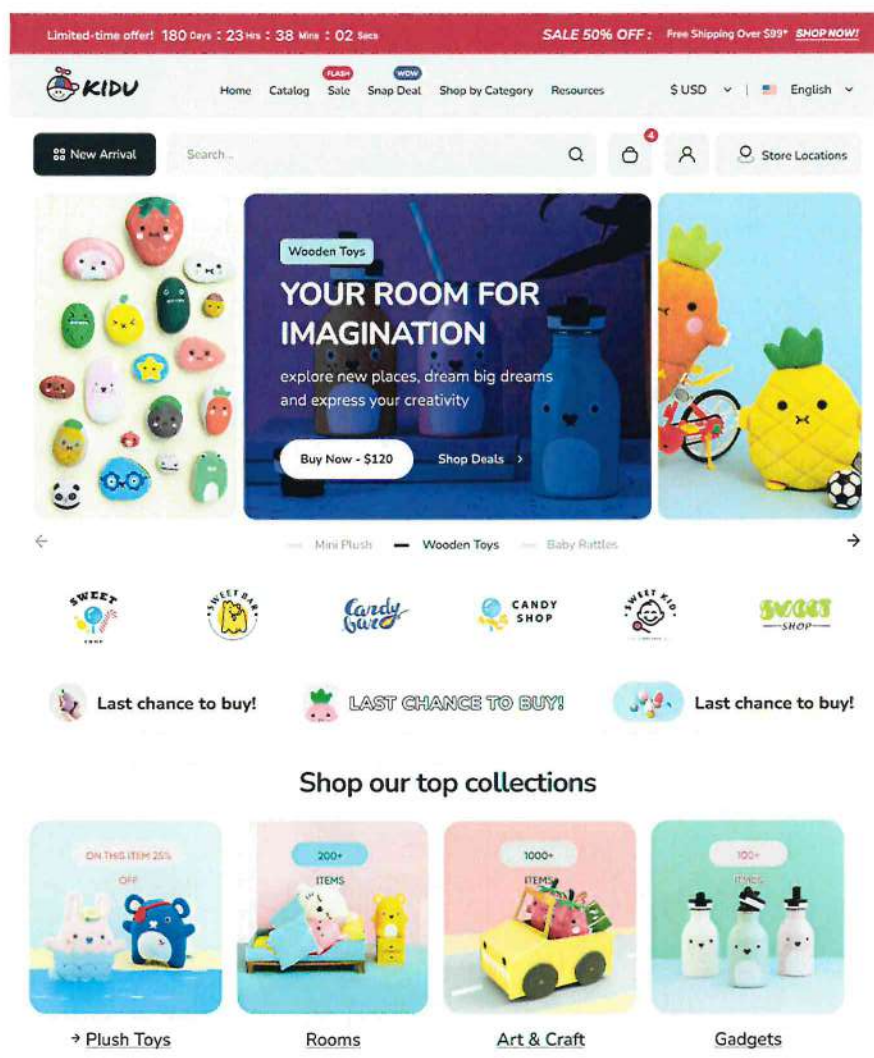 Limited-time offer! 180 Days : 23 Hrs : 38 Mins : 02 Secs
SALE 50% OFF : Free Shipping Over $99* SHOP NOW!
KIDU
FLASH
WOW
Home Catalog Sale Snap Deal Shop by Category Resources
$ USD
English
New Arrival
Search...
4
Store Locations
Wooden Toys
YOUR ROOM FOR
IMAGINATION
explore new places, dream big dreams
and express your creativity
Buy Now - $120
Shop Deals
Mini Plush
Wooden Toys
Baby Rattles
SWEET
SHOP
SWEET BAR
Candy
CANDY
SHOP
SWEET KID
SWEET
SHOP
Last chance to buy!
LAST CHANCE TO BUY!
Last chance to buy!
Shop our top collections
ON THIS ITEM 25%
OFF
200+
ITEMS
1000+
ITEMS
100+
ITMES
→ Plush Toys
Rooms
Art & Craft
Gadgets